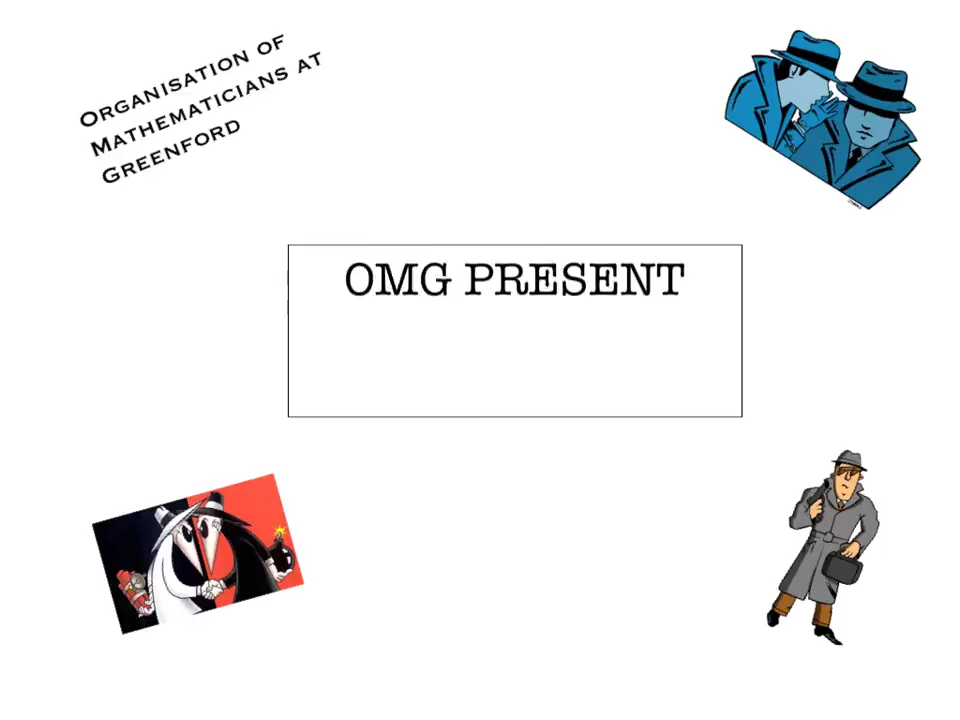 Organisation of
Mathematicians at
Greenford
OMG PRESENT